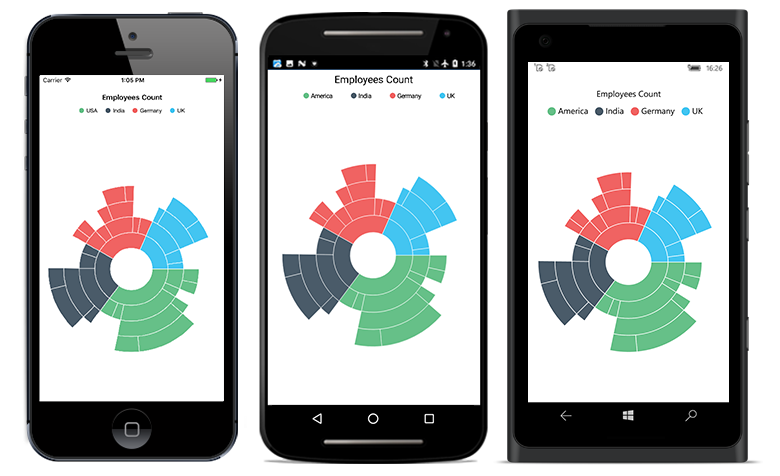 Carrier 1:05 PM
Employees Count
USA India Germany UK
1:36
Employees Count
America India Germany UK
16:26
Employees Count
America India Germany UK